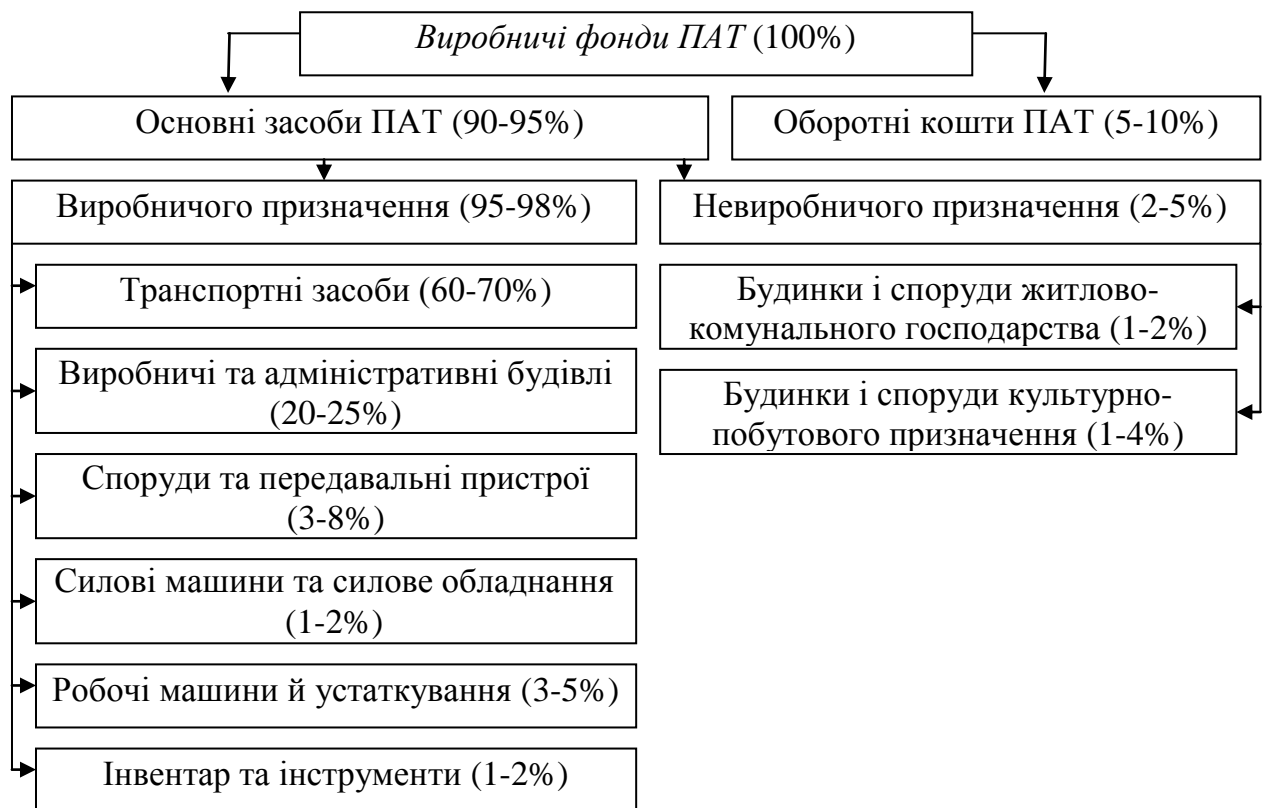 Виробничі фонди ПАТ (100%)
Основні засоби ПАТ (90-95%)
Оборотні кошти ПАТ (5-10%)
Виробничого призначення (95-98%)
Невиробничого призначення (2-5%)
Транспортні засоби (60-70%)
Виробничі та адміністративні будівлі
(20-25%)
Споруди та передавальні пристрої
(3-8%)
Силові машини та силове обладнання
(1-2%)
Робочі машини й устаткування (3-5%)
Інвентар та інструменти (1-2%)
Будинки і споруди житлово-
комунального господарства (1-2%)
Будинки і споруди культурно-
побутового призначення (1-4%)